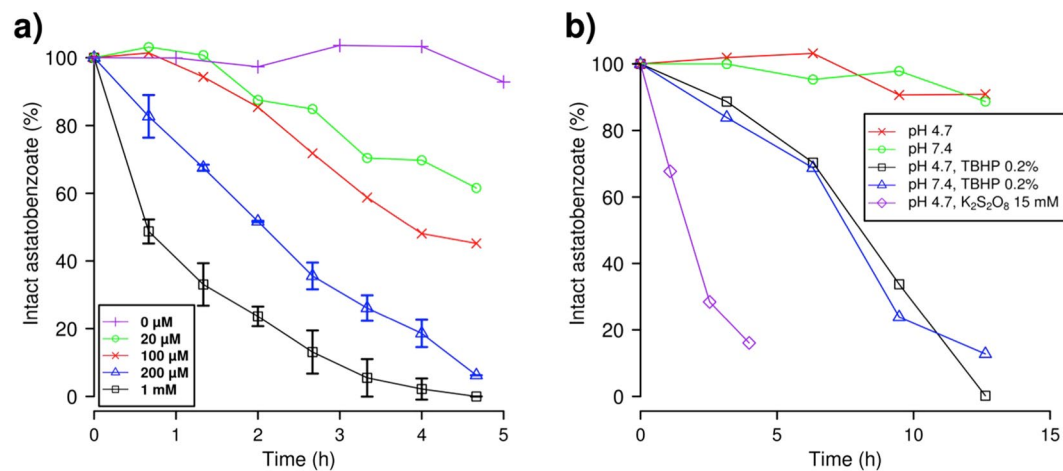 a)
Intact astatobenzoate (%)
100
80
60
40
20
0
0 µM
20 µM
100 µM
200 µM
1 mM
0 1 2 3 4 5
Time (h)
b)
Intact astatobenzoate (%)
100
80
60
40
20
0
pH 4.7
pH 7.4
pH 4.7, TBHP 0.2%
pH 7.4, TBHP 0.2%
pH 4.7, K₂S₂O₈ 15 mM
0 5 10 15
Time (h)